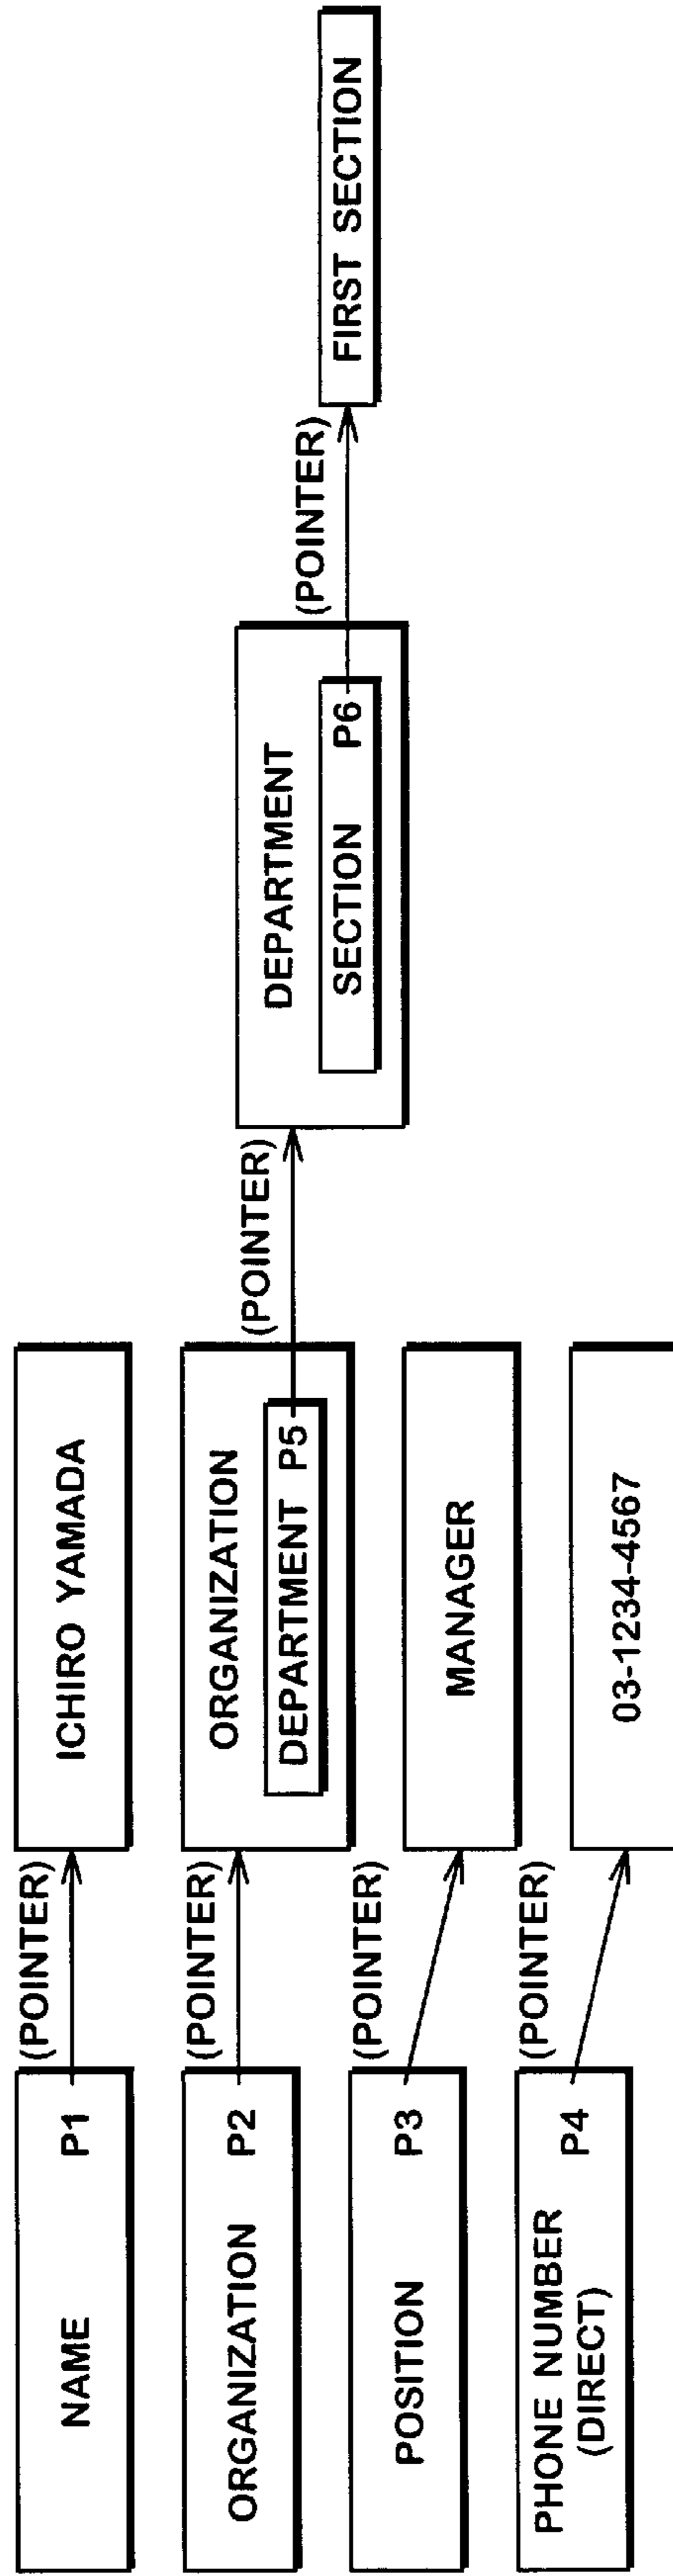 NAME P1
(POINTER)
ICHIRO YAMADA
ORGANIZATION P2
(POINTER)
ORGANIZATION
DEPARTMENT P5
(POINTER)
DEPARTMENT
SECTION P6
(POINTER)
FIRST SECTION
POSITION P3
(POINTER)
MANAGER
PHONE NUMBER
(DIRECT)
P4
(POINTER)
03-1234-4567